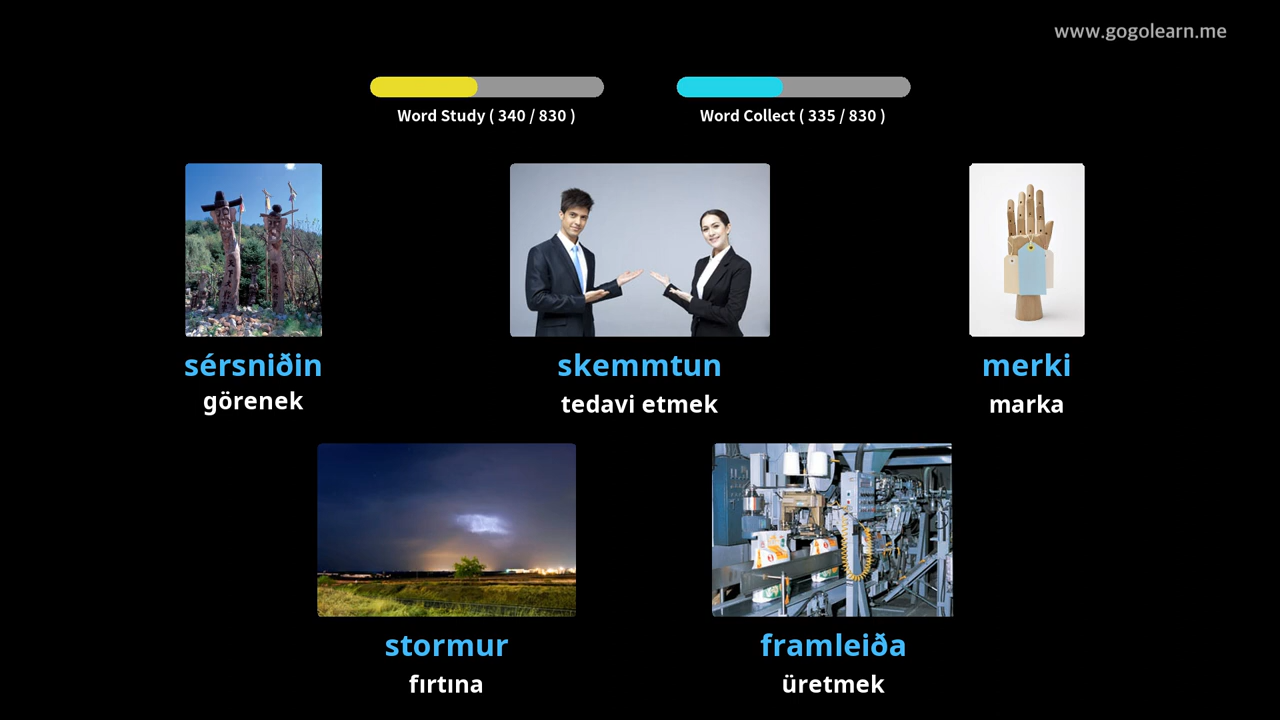 www.gogolearn.me
Word Study ( 340 / 830 )
Word Collect ( 335 / 830 )
sérsniðin
görenek
skemmtun
tedavi etmek
merki
marka
stormur
fırtına
framleiða
üretmek